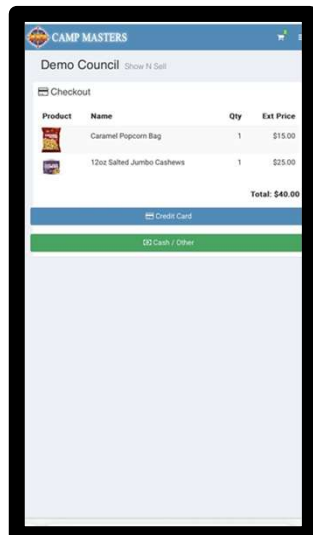 CAMP MASTERS
Demo Council Show N Sell
Checkout
Product Name Qty Ext Price
Caramel Popcorn Bag 1 $15.00
12oz Salted Jumbo Cashews 1 $25.00
Total: $40.00
Credit Card
Cash / Other